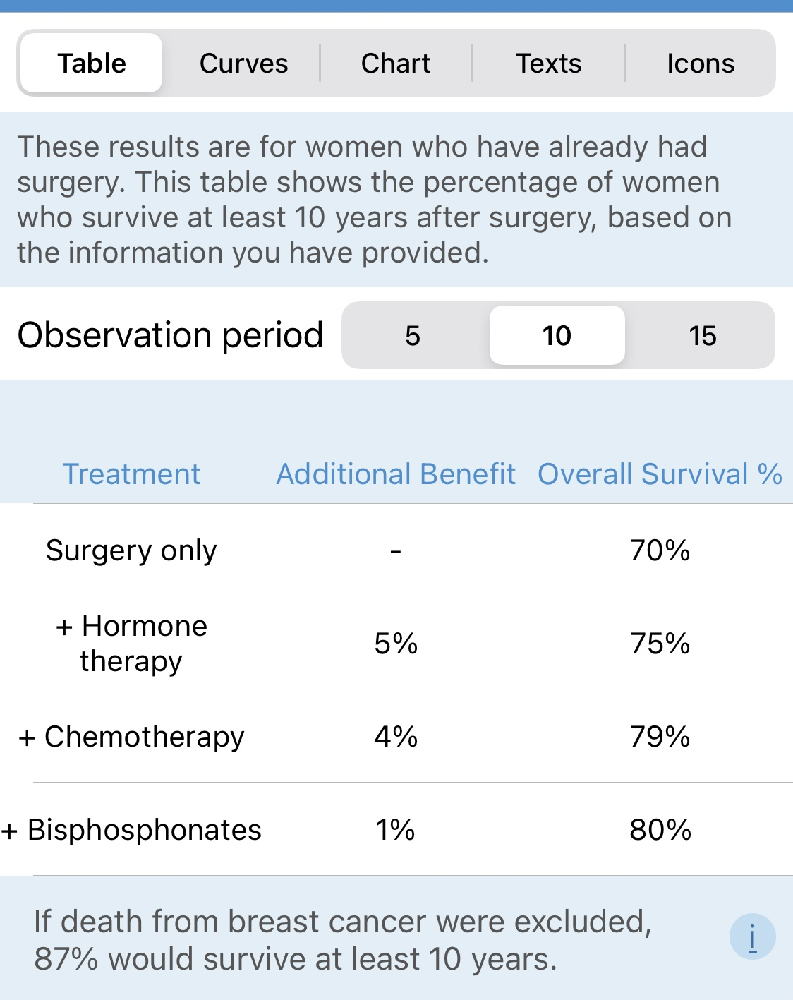 Table Curves Chart Texts Icons
These results are for women who have already had
surgery. This table shows the percentage of women
who survive at least 10 years after surgery, based on
the information you have provided.
Observation period 5 10 15
Treatment Additional Benefit Overall Survival %
Surgery only - 70%
+ Hormone
therapy 5% 75%
+ Chemotherapy 4% 79%
+ Bisphosphonates 1% 80%
If death from breast cancer were excluded,
87% would survive at least 10 years.
i